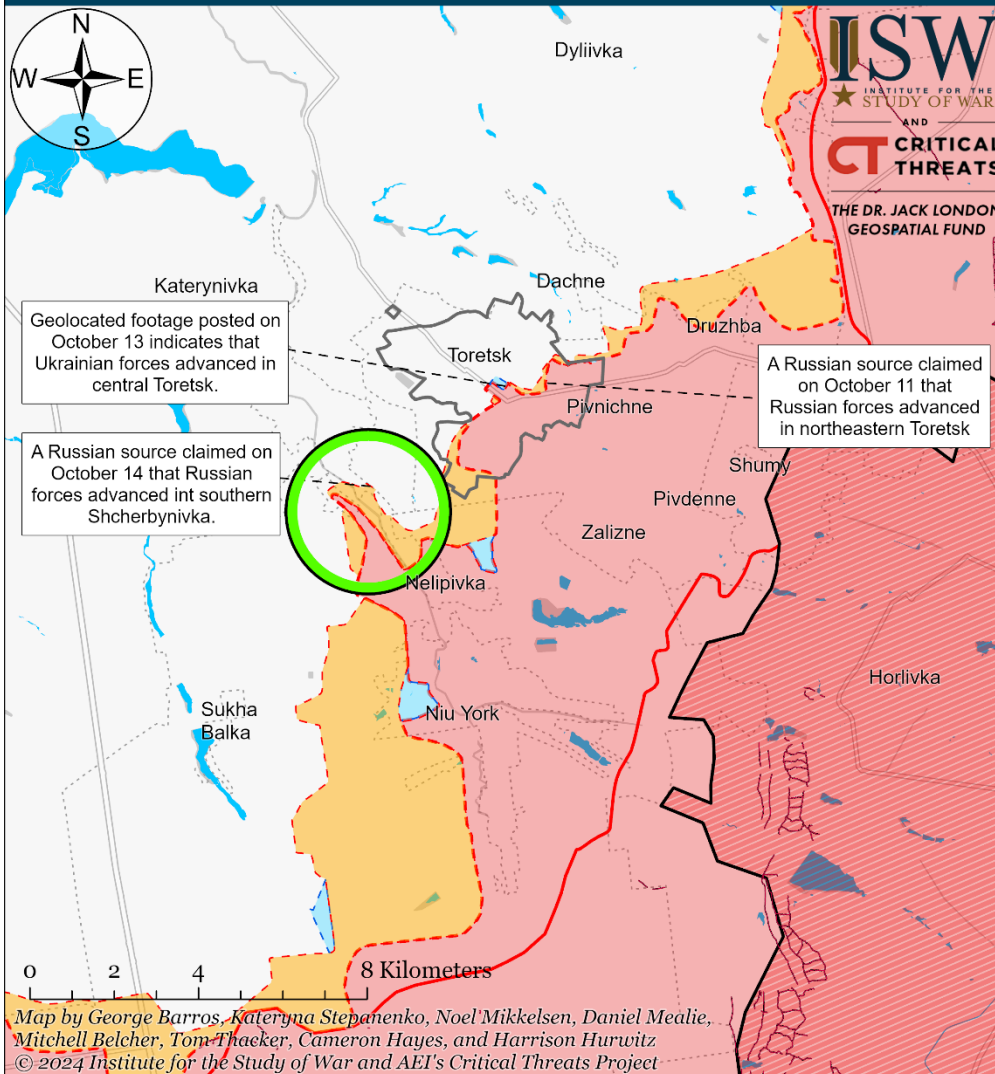 N
W
E
S
Dyliivka
ISW
INSTITUTE FOR THE
STUDY OF WAR
AND
CT CRITICAL
THREATS
THE DR. JACK LONDON
GEOSPATIAL FUND
Katerynivka
Dachne
Geolocated footage posted on
October 13 indicates that
Ukrainian forces advanced in
central Toretsk.
Toretsk
Druzhba
A Russian source claimed
on October 11 that
Russian forces advanced
in northeastern Toretsk
Pivnichne
A Russian source claimed on
October 14 that Russian
forces advanced int southern
Shcherbynivka.
Shumy
Pivdenne
Zalizne
Nelipivka
Horlivka
Sukha
Balka
Niu York
0 2 4 8 Kilometers
Map by George Barros, Kateryna Stepanenko, Noel Mikkelsen, Daniel Mealie,
Mitchell Belcher, Tom Thacker, Cameron Hayes, and Harrison Hurwitz
© 2024 Institute for the Study of War and AEI's Critical Threats Project